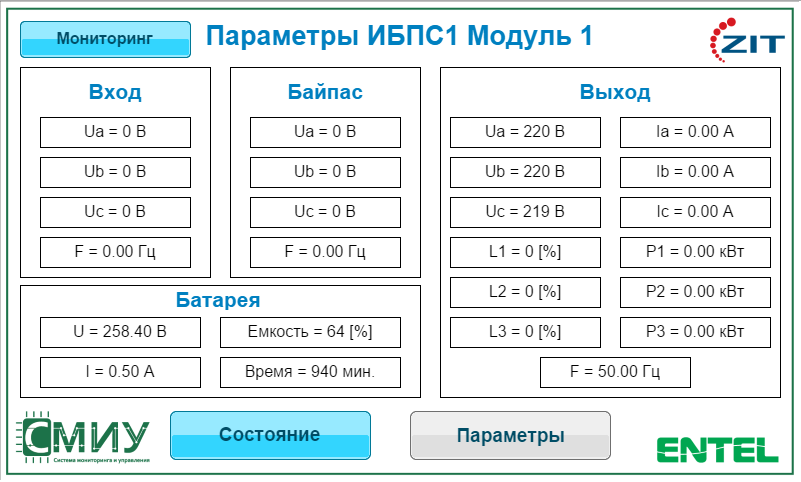 Мониторинг
Параметры ИБПС1 Модуль 1
ZIT
Вход
Ua = 0 В
Ub = 0 В
Uc = 0 В
F = 0.00 Гц
Байпас
Ua = 0 В
Ub = 0 В
Uc = 0 В
F = 0.00 Гц
Выход
Ua = 220 В
Ia = 0.00 А
Ub = 220 В
Ib = 0.00 А
Uc = 219 В
Ic = 0.00 А
L1 = 0 [%]
P1 = 0.00 кВт
L2 = 0 [%]
P2 = 0.00 кВт
L3 = 0 [%]
P3 = 0.00 кВт
F = 50.00 Гц
Батарея
U = 258.40 В
Емкость = 64 [%]
I = 0.50 А
Время = 940 мин.
СМИУ
Система мониторинга и управления
Состояние
Параметры
ENTEL